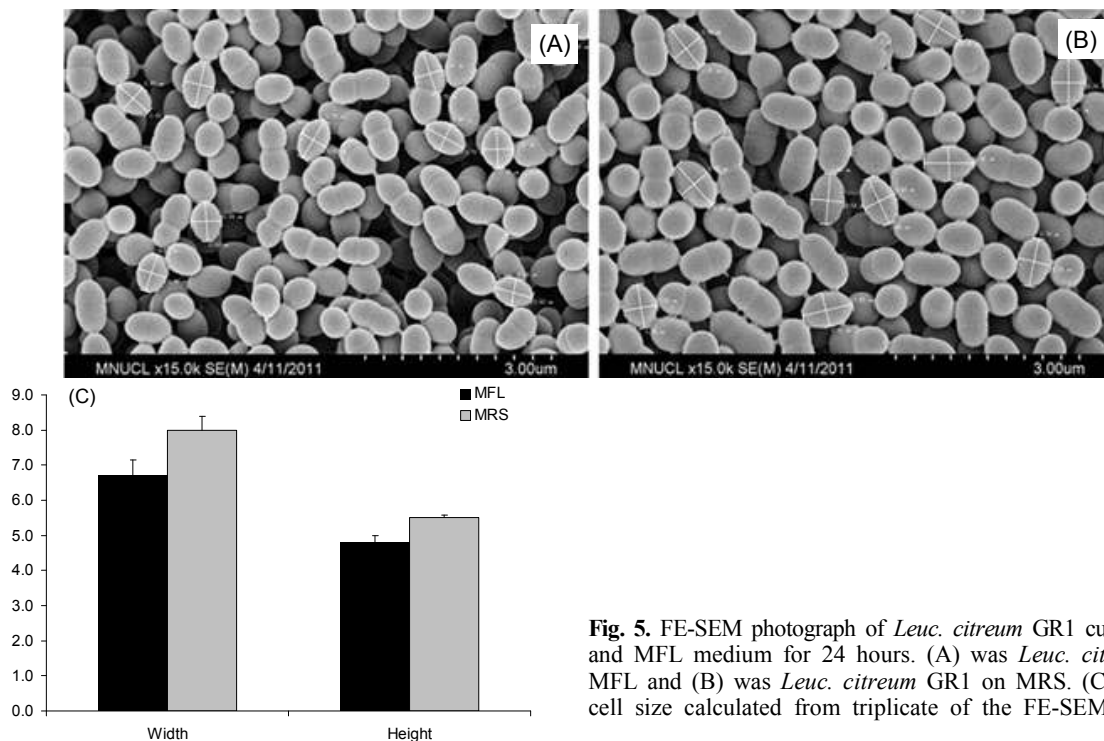 (A)
(B)
MNUCL x15.0k SE(M) 4/11/2011 3.00um
MNUCL x15.0k SE(M) 4/11/2011 3.00um
(C)
MFL
MRS
9.0
8.0
7.0
6.0
5.0
4.0
3.0
2.0
1.0
0.0
Width
Height
Fig. 5. FE-SEM photograph of Leuc. citreum GR1 cu
and MFL medium for 24 hours. (A) was Leuc. cit
MFL and (B) was Leuc. citreum GR1 on MRS. (C
cell size calculated from triplicate of the FE-SEM